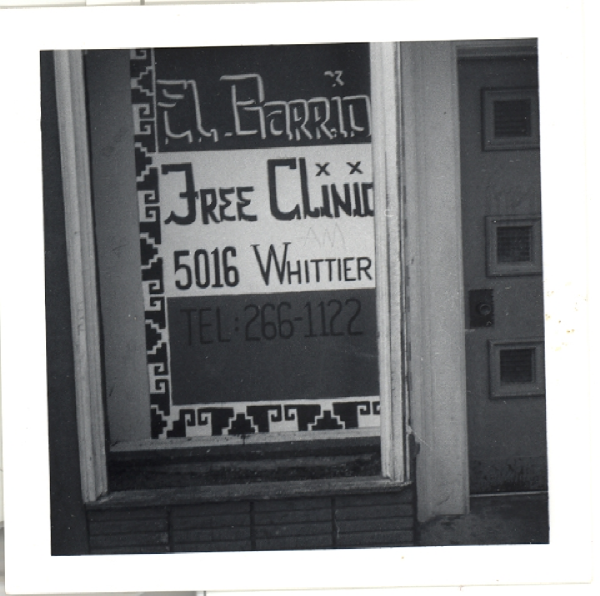 El Barrio
Free Clinic
5016 Whittier
TEL: 266-1122